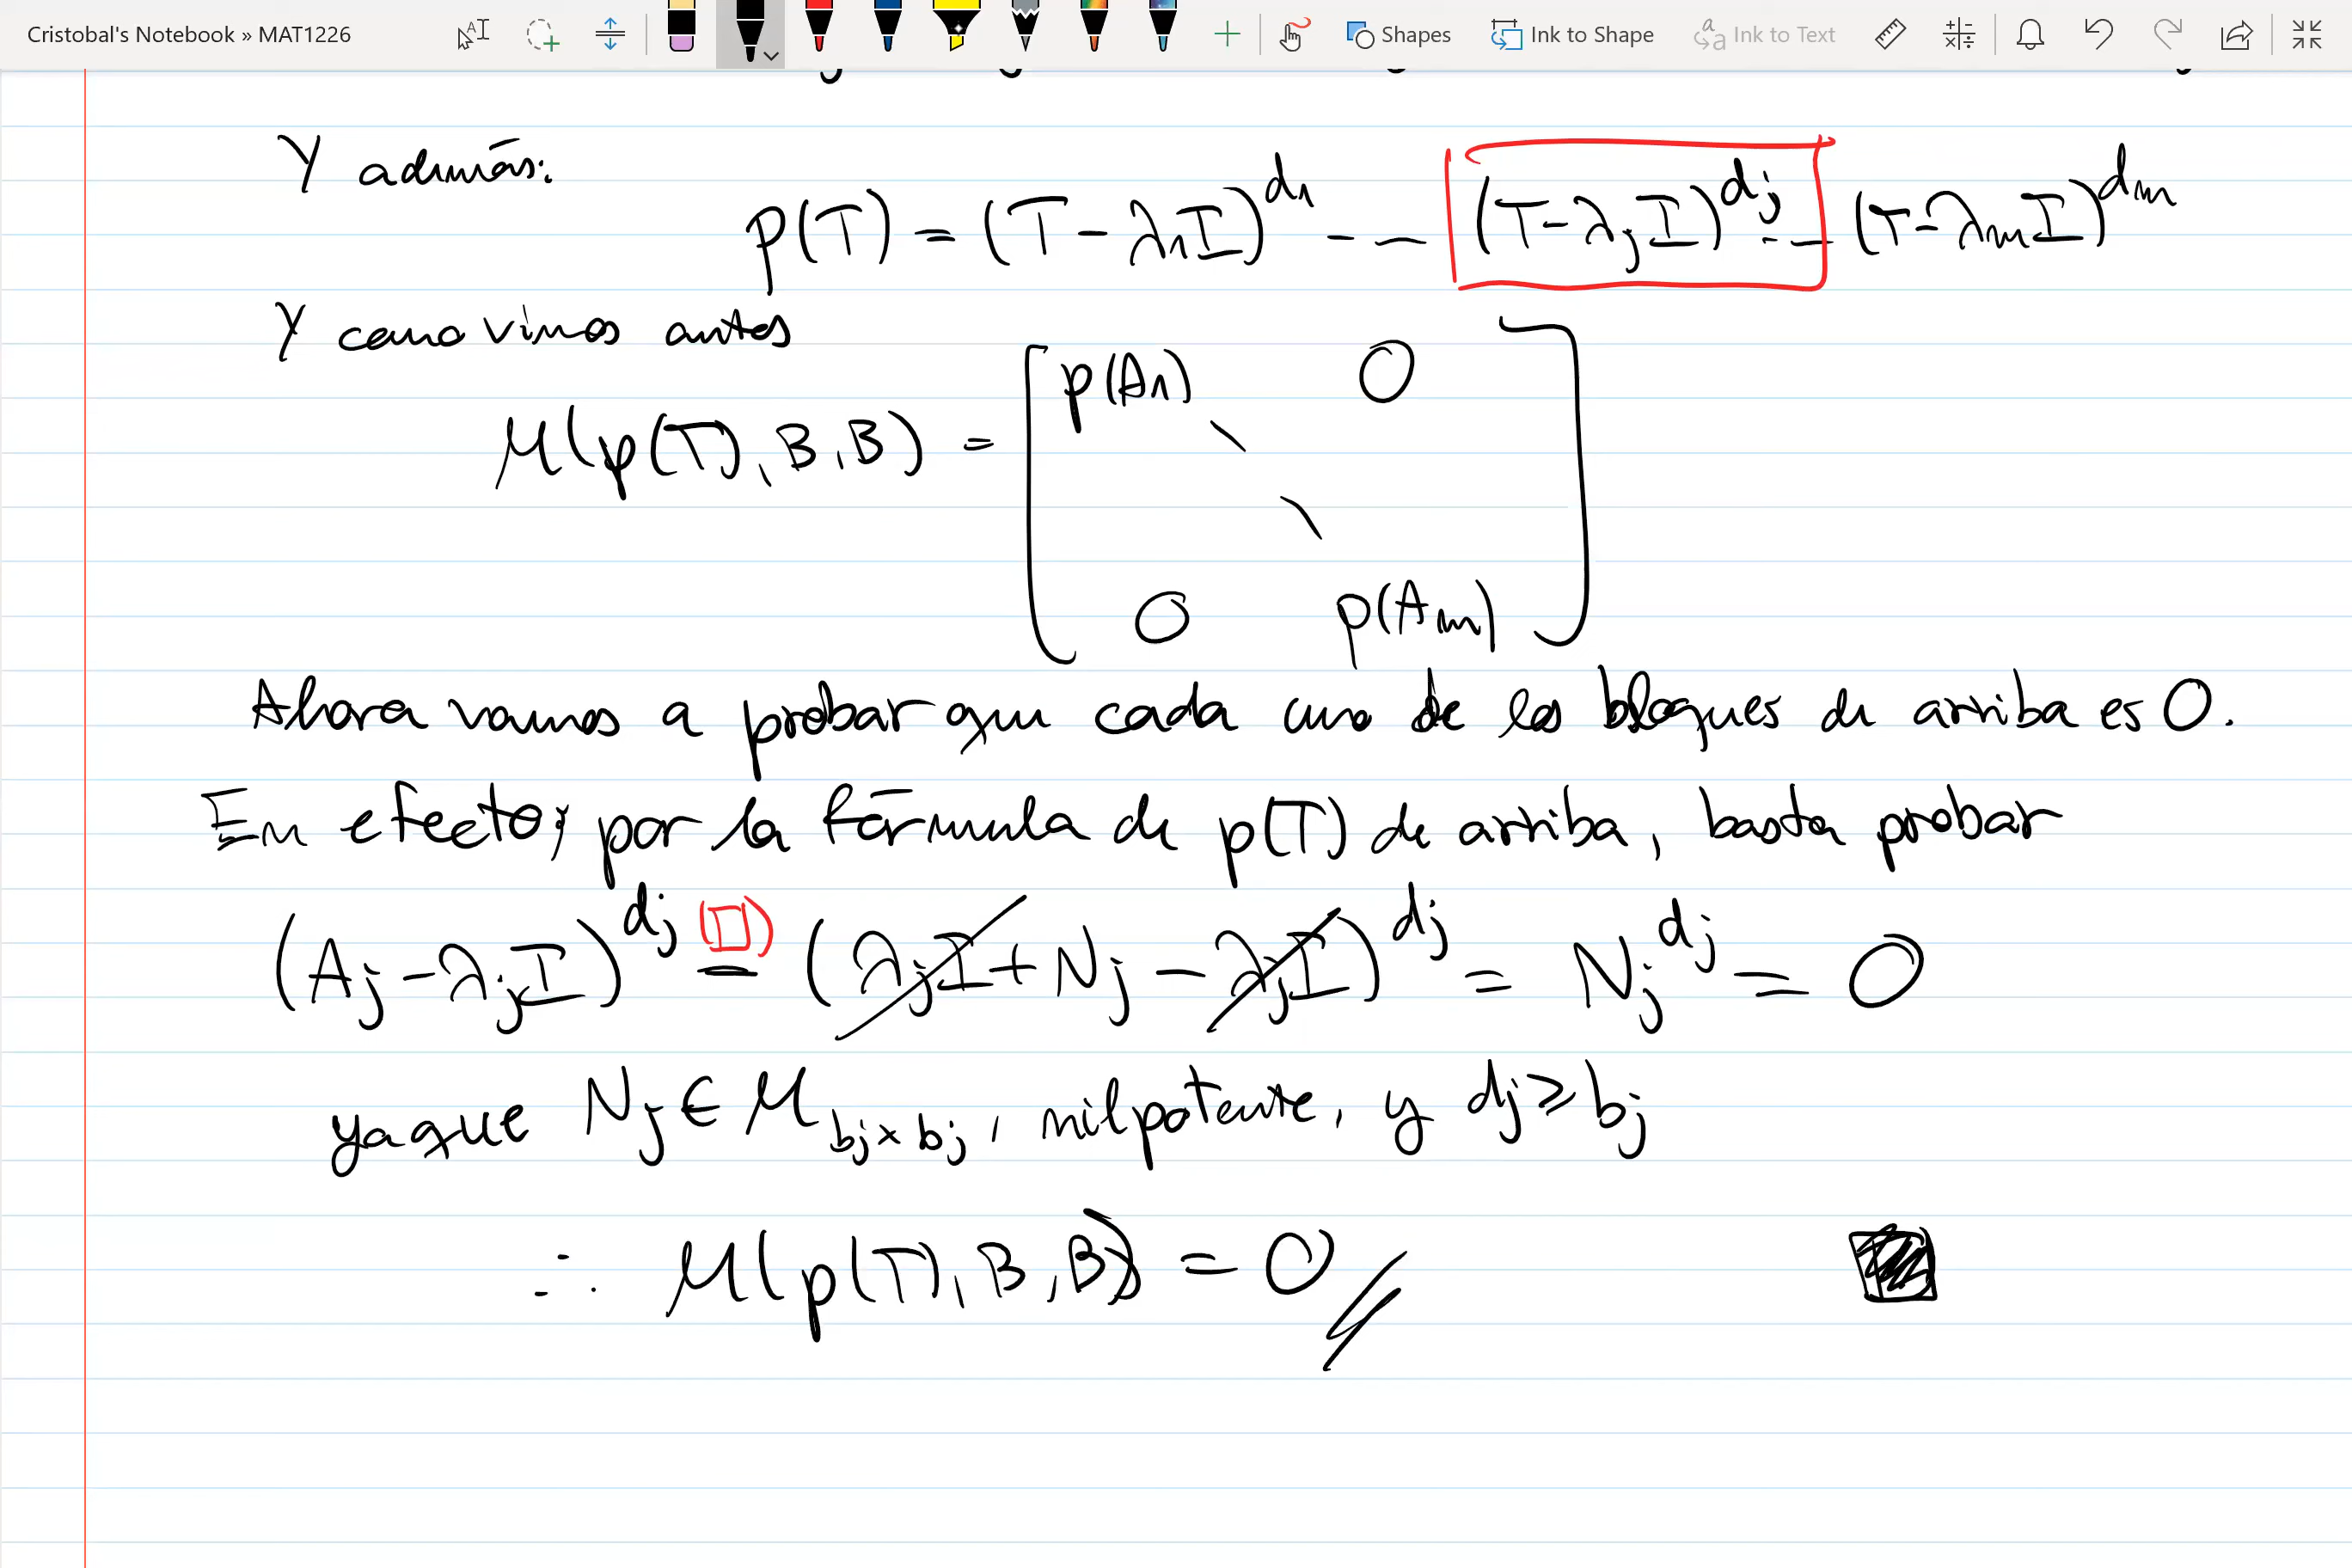 Cristobal's Notebook » MAT1226
Shapes Ink to Shape Ink to Text
Y además:
p(T) = (T - λ₁I)^d₁ -- (T - λⱼI)^dⱼ -- (T - λₘI)^dₘ
Y como vimos antes
M(p(T), B, B) = [ p(A₁) 0
\
\
0 p(Aₘ) ]
Ahora vamos a probar que cada uno de los bloques de arriba es 0.
En efecto, por la fórmula de p(T) de arriba, basta probar
(Aⱼ - λⱼI)^dⱼ (□)= (λⱼI + Nⱼ - λⱼI)^dⱼ = Nⱼ^dⱼ = 0
ya que Nⱼ ∈ M bⱼ×bⱼ, nilpotente, y dⱼ ≥ bⱼ
∴ M(p(T), B, B) = 0 //